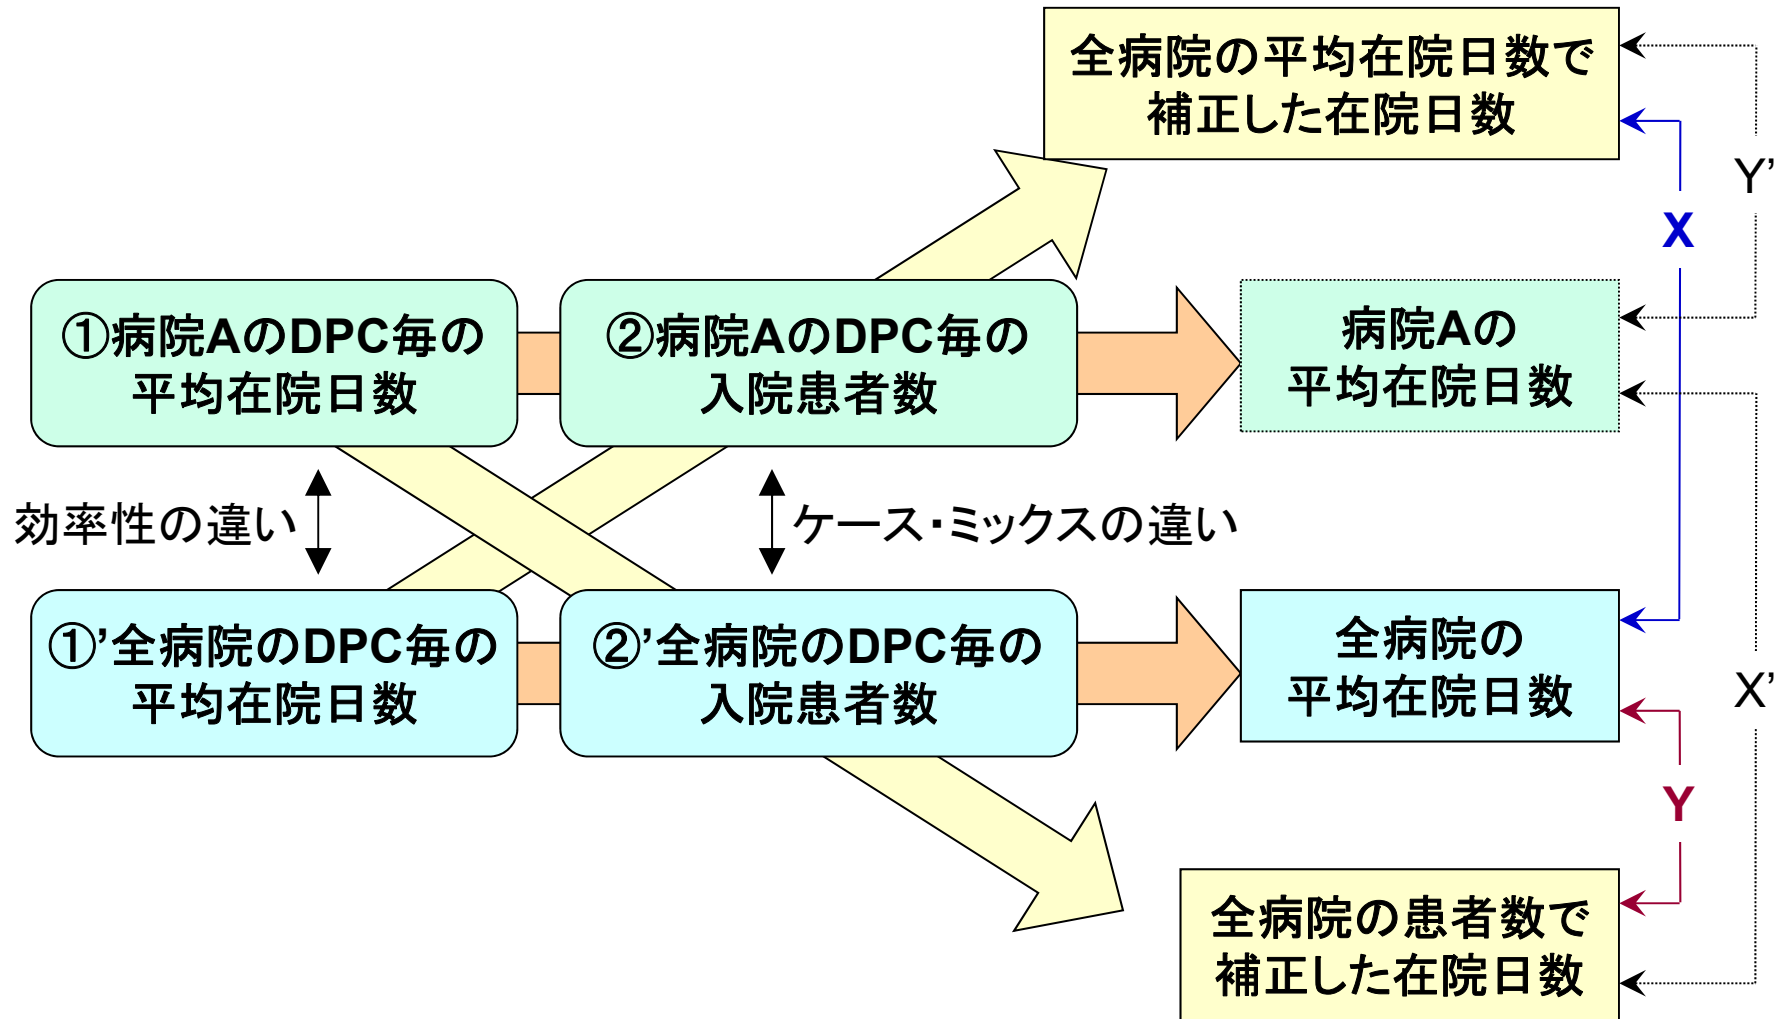 全病院の平均在院日数で
補正した在院日数
Y’
X
①病院AのDPC毎の
平均在院日数
②病院AのDPC毎の
入院患者数
病院Aの
平均在院日数
効率性の違い
ケース・ミックスの違い
①’全病院のDPC毎の
平均在院日数
②’全病院のDPC毎の
入院患者数
全病院の
平均在院日数
X’
Y
全病院の患者数で
補正した在院日数